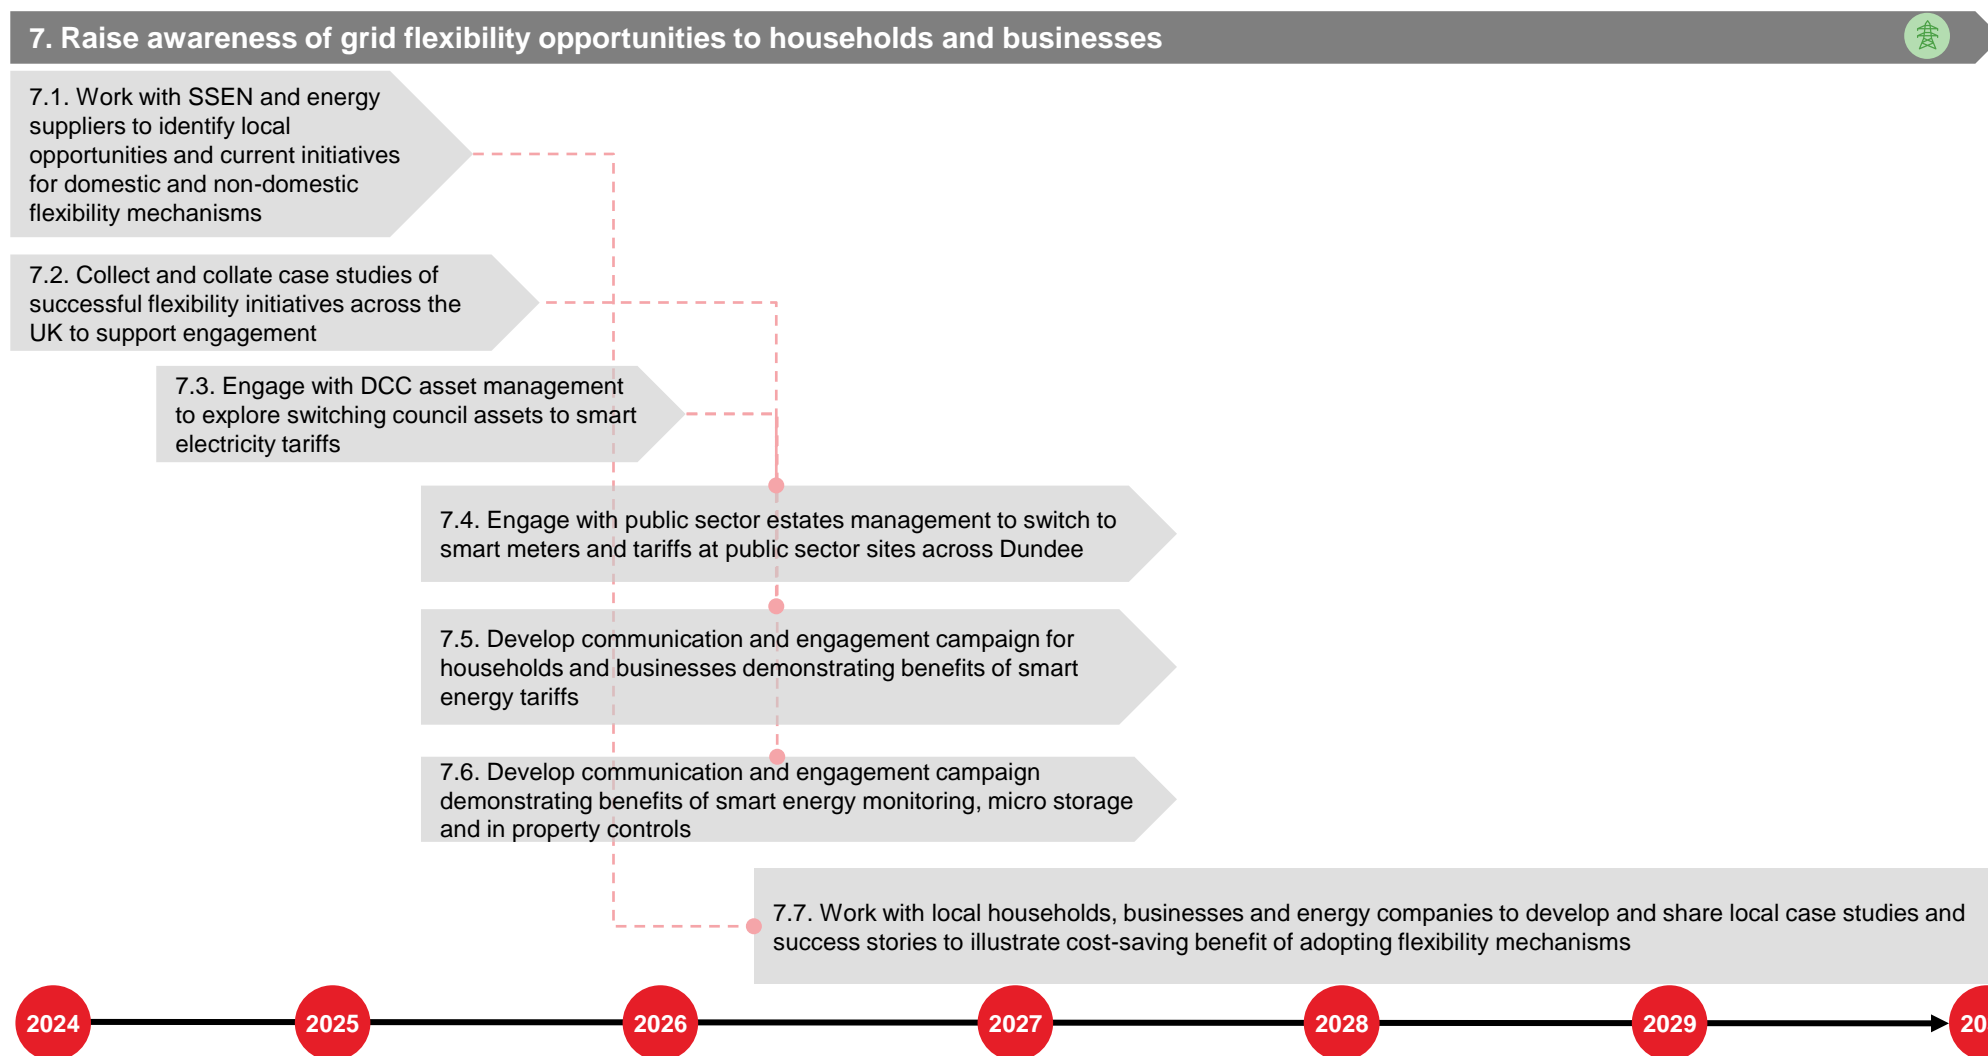 7. Raise awareness of grid flexibility opportunities to households and businesses
7.1. Work with SSEN and energy
suppliers to identify local
opportunities and current initiatives
for domestic and non-domestic
flexibility mechanisms
7.2. Collect and collate case studies of
successful flexibility initiatives across the
UK to support engagement
7.3. Engage with DCC asset management
to explore switching council assets to smart
electricity tariffs
7.4. Engage with public sector estates management to switch to
smart meters and tariffs at public sector sites across Dundee
7.5. Develop communication and engagement campaign for
households and businesses demonstrating benefits of smart
energy tariffs
7.6. Develop communication and engagement campaign
demonstrating benefits of smart energy monitoring, micro storage
and in property controls
7.7. Work with local households, businesses and energy companies to develop and share local case studies and
success stories to illustrate cost-saving benefit of adopting flexibility mechanisms
2024 2025 2026 2027 2028 2029